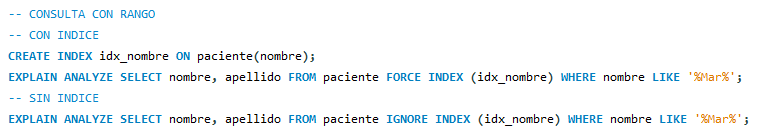 -- CONSULTA CON RANGO
-- CON INDICE
CREATE INDEX idx_nombre ON paciente(nombre);
EXPLAIN ANALYZE SELECT nombre, apellido FROM paciente FORCE INDEX (idx_nombre) WHERE nombre LIKE '%Mar%';
-- SIN INDICE
EXPLAIN ANALYZE SELECT nombre, apellido FROM paciente IGNORE INDEX (idx_nombre) WHERE nombre LIKE '%Mar%';